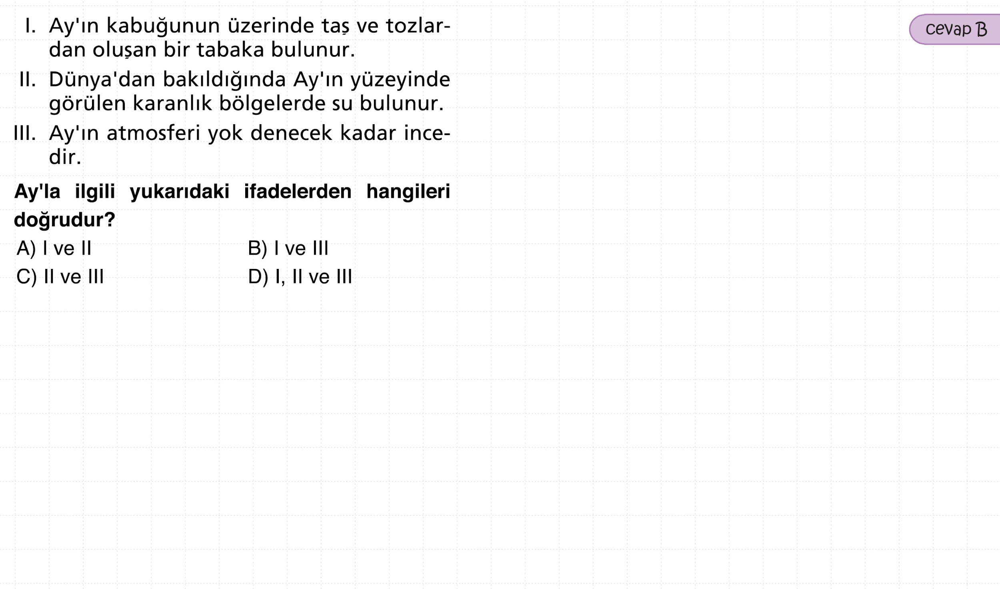 I. Ay'ın kabuğunun üzerinde taş ve tozlar-
dan oluşan bir tabaka bulunur.
II. Dünya'dan bakıldığında Ay'ın yüzeyinde
görülen karanlık bölgelerde su bulunur.
III. Ay'ın atmosferi yok denecek kadar ince-
dir.
Ay'la ilgili yukarıdaki ifadelerden hangileri
doğrudur?
A) I ve II B) I ve III
C) II ve III D) I, II ve III
cevap B